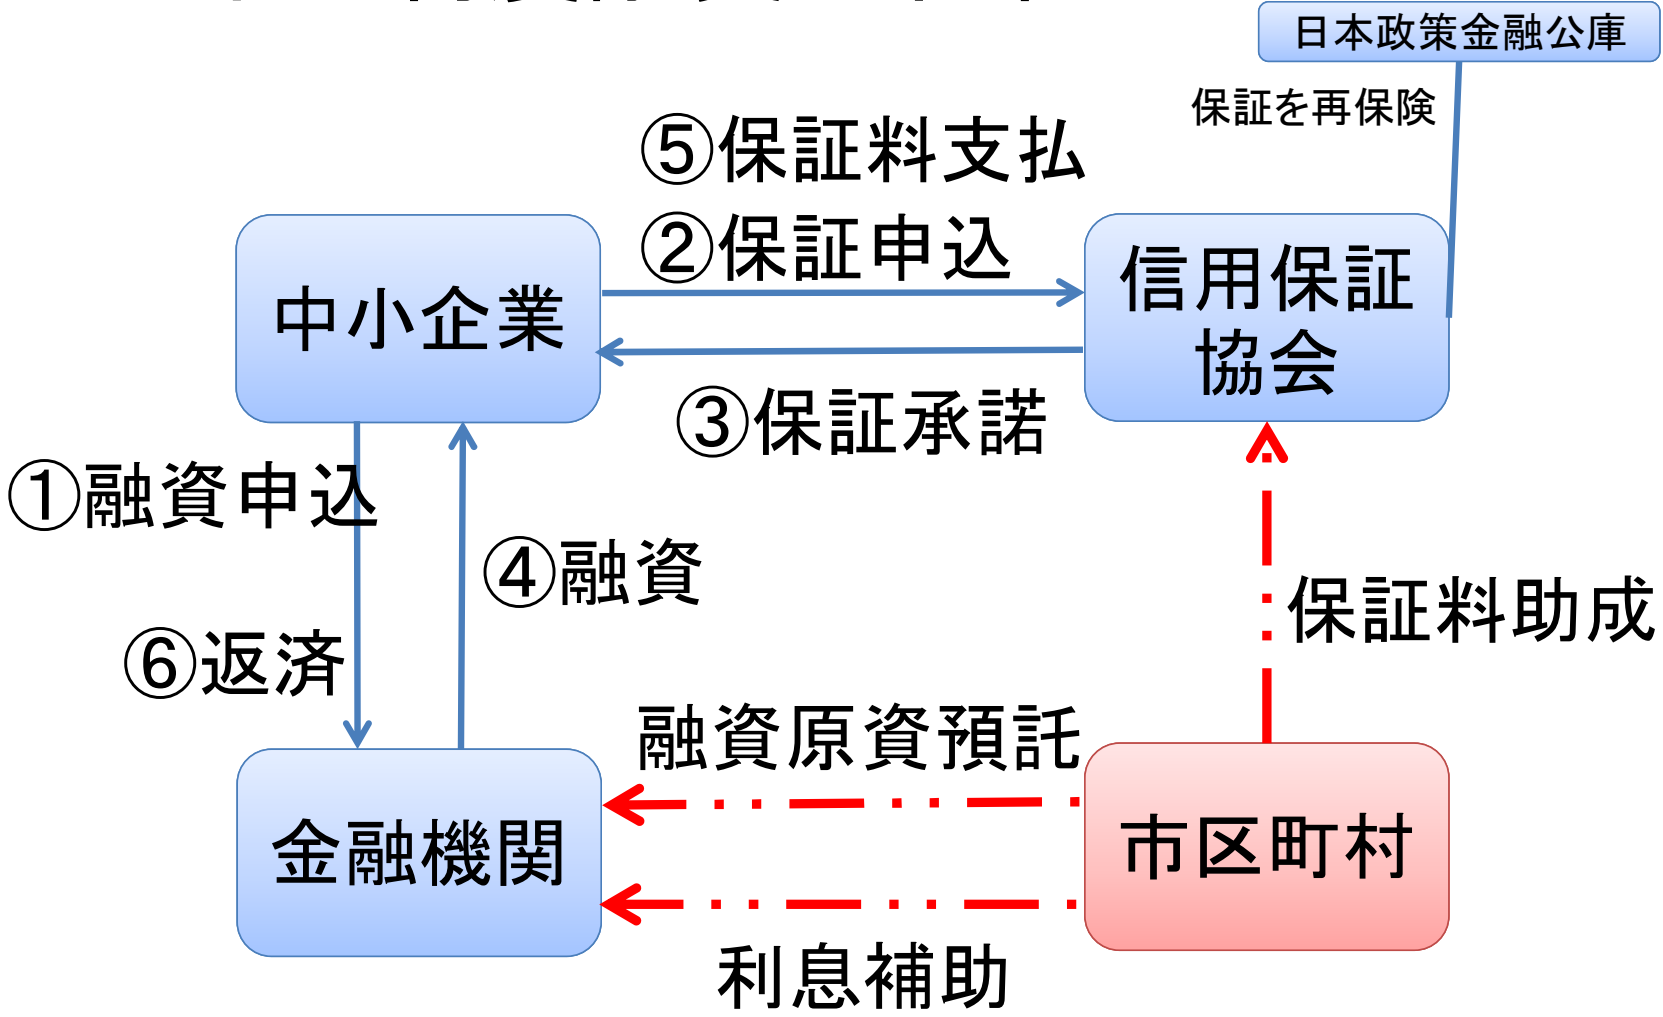 日本政策金融公庫
保証を再保険
⑤保証料支払
②保証申込
中小企業
信用保証
協会
③保証承諾
①融資申込
④融資
⑥返済
保証料助成
融資原資預託
金融機関
市区町村
利息補助